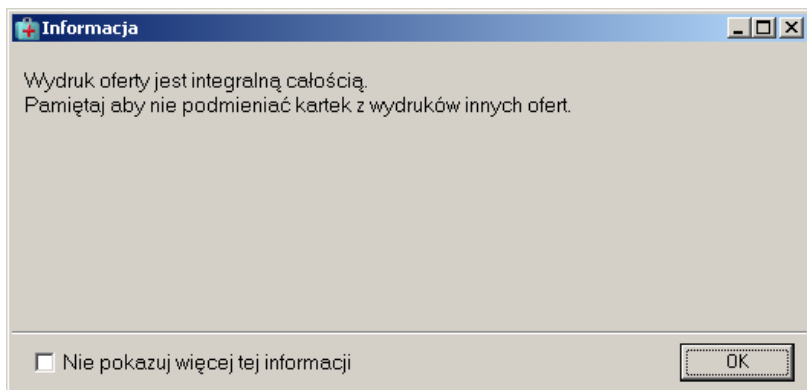 Informacja
Wydruk oferty jest integralną całością.
Pamiętaj aby nie podmieniać kartek z wydruków innych ofert.
Nie pokazuj więcej tej informacji
OK